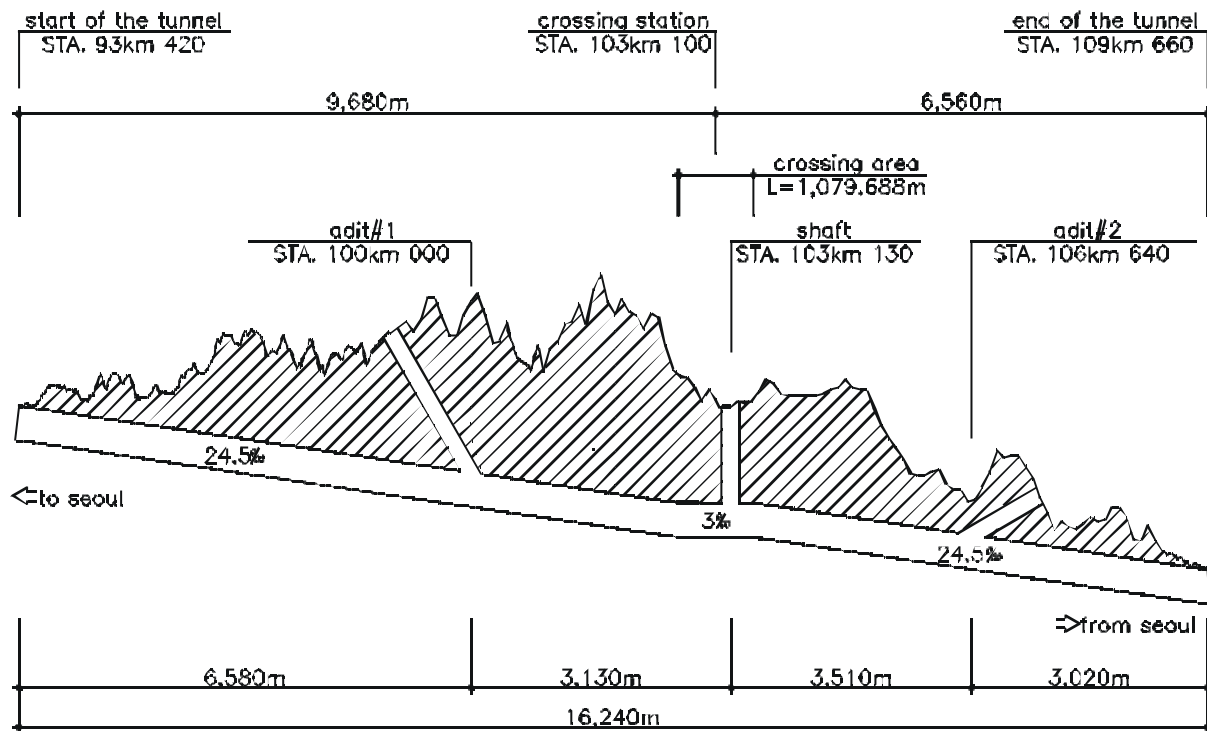 start of the tunnel
STA. 93km 420
crossing station
STA. 103km 100
end of the tunnel
STA. 109km 660
9,680m
6,560m
crossing area
L=1,079.688m
adit#1
STA. 100km 000
shaft
STA. 103km 130
adit#2
STA. 106km 640
24.5‰
⇐to seoul
3‰
24.5‰
⇒from seoul
6,580m
3,130m
3,510m
3,020m
16,240m